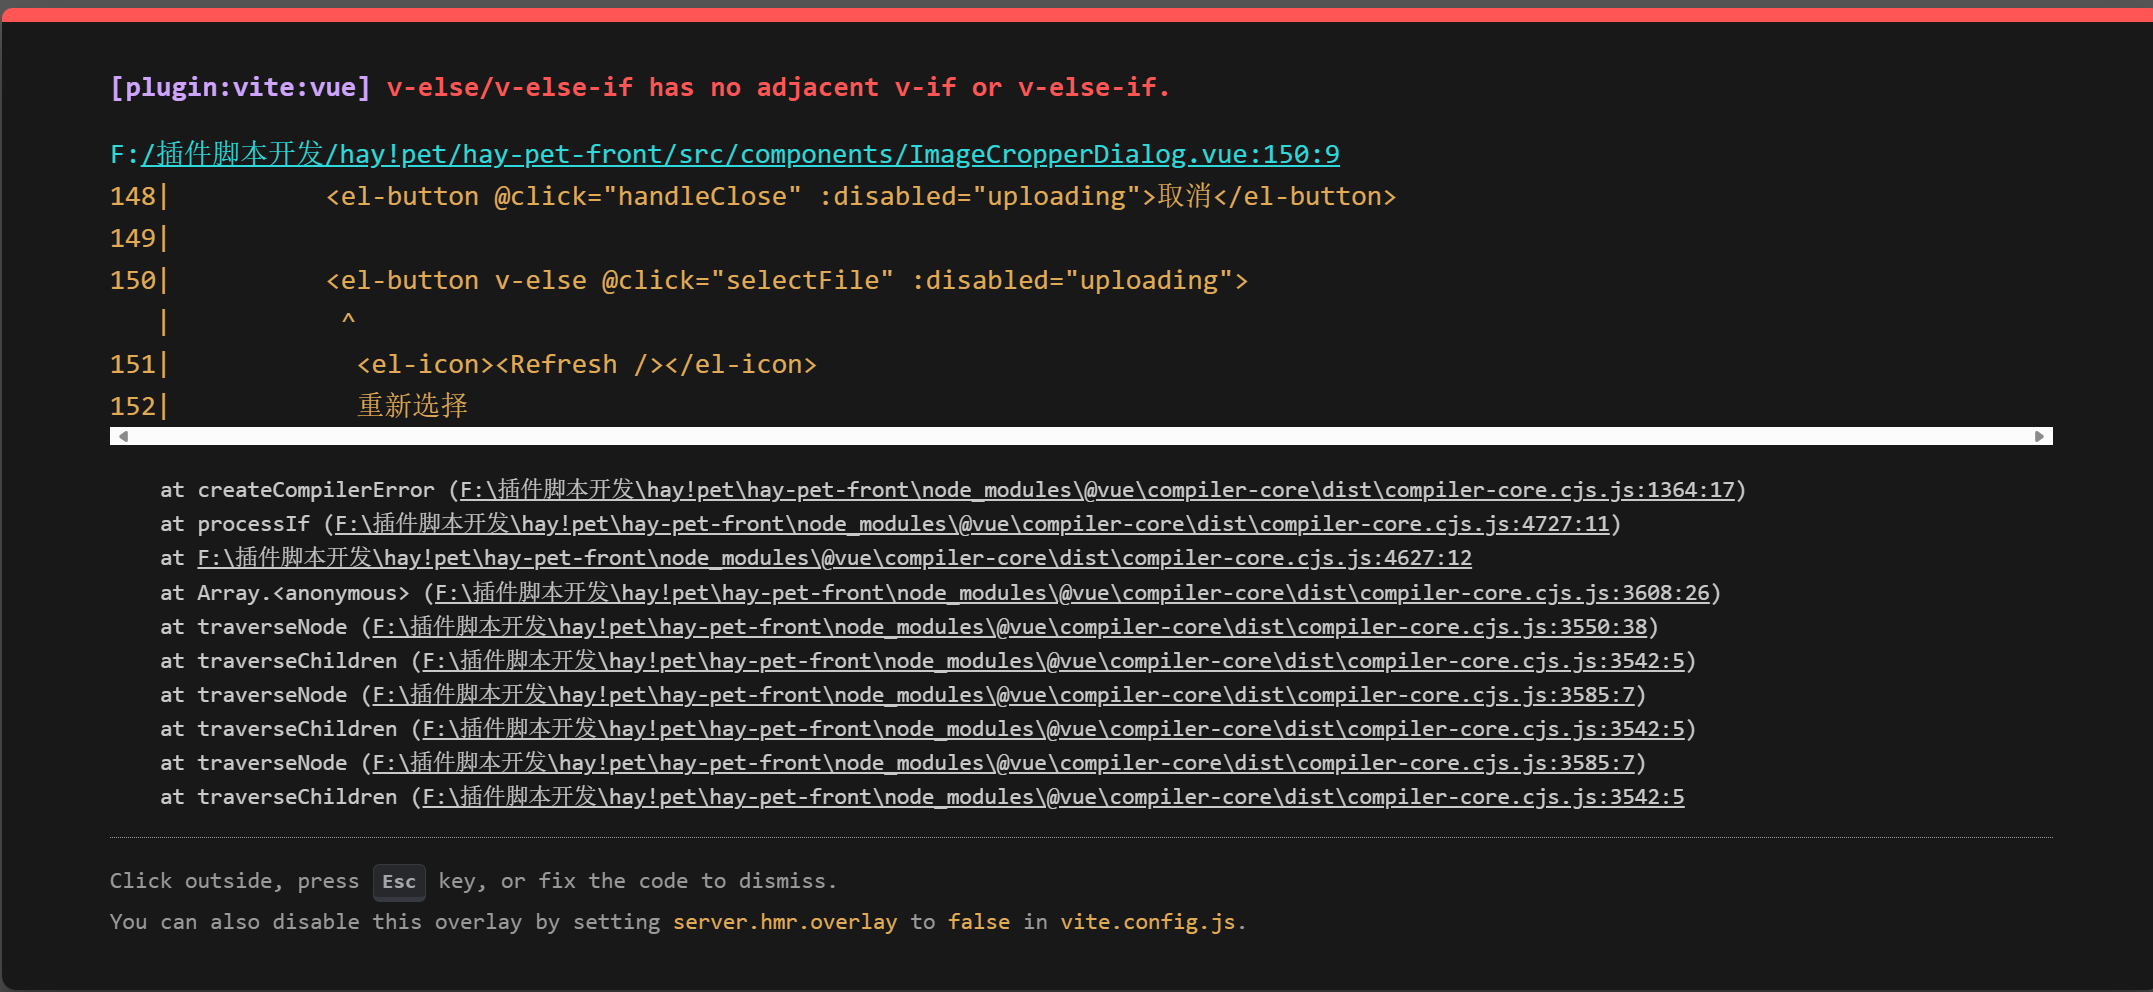 [plugin:vite:vue] v-else/v-else-if has no adjacent v-if or v-else-if.
F:/插件脚本开发/hay!pet/hay-pet-front/src/components/ImageCropperDialog.vue:150:9
148|          <el-button @click="handleClose" :disabled="uploading">取消</el-button>
149|
150|          <el-button v-else @click="selectFile" :disabled="uploading">
   |           ^
151|            <el-icon><Refresh /></el-icon>
152|            重新选择
at createCompilerError (F:\插件脚本开发\hay!pet\hay-pet-front\node_modules\@vue\compiler-core\dist\compiler-core.cjs.js:1364:17)
at processIf (F:\插件脚本开发\hay!pet\hay-pet-front\node_modules\@vue\compiler-core\dist\compiler-core.cjs.js:4727:11)
at F:\插件脚本开发\hay!pet\hay-pet-front\node_modules\@vue\compiler-core\dist\compiler-core.cjs.js:4627:12
at Array.<anonymous> (F:\插件脚本开发\hay!pet\hay-pet-front\node_modules\@vue\compiler-core\dist\compiler-core.cjs.js:3608:26)
at traverseNode (F:\插件脚本开发\hay!pet\hay-pet-front\node_modules\@vue\compiler-core\dist\compiler-core.cjs.js:3550:38)
at traverseChildren (F:\插件脚本开发\hay!pet\hay-pet-front\node_modules\@vue\compiler-core\dist\compiler-core.cjs.js:3542:5)
at traverseNode (F:\插件脚本开发\hay!pet\hay-pet-front\node_modules\@vue\compiler-core\dist\compiler-core.cjs.js:3585:7)
at traverseChildren (F:\插件脚本开发\hay!pet\hay-pet-front\node_modules\@vue\compiler-core\dist\compiler-core.cjs.js:3542:5)
at traverseNode (F:\插件脚本开发\hay!pet\hay-pet-front\node_modules\@vue\compiler-core\dist\compiler-core.cjs.js:3585:7)
at traverseChildren (F:\插件脚本开发\hay!pet\hay-pet-front\node_modules\@vue\compiler-core\dist\compiler-core.cjs.js:3542:5
Click outside, press Esc key, or fix the code to dismiss.
You can also disable this overlay by setting server.hmr.overlay to false in vite.config.js.